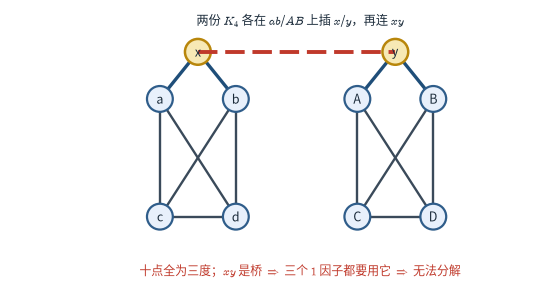 两份 K₄ 各在 ab/AB 上插 x/y，再连 xy
x y
a b A B
c d C D
十点全为三度；xy 是桥 ⇒ 三个 1 因子都要用它 ⇒ 无法分解